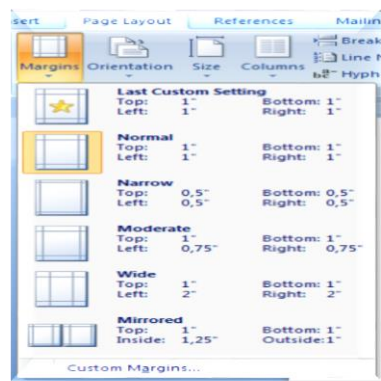 sert Page Layout References Mailin
Margins Orientation Size Columns
Break
Line N
Hyph
Last Custom Setting
Top: 1" Bottom: 1"
Left: 1" Right: 1"
Normal
Top: 1" Bottom: 1"
Left: 1" Right: 1"
Narrow
Top: 0,5" Bottom: 0,5"
Left: 0,5" Right: 0,5"
Moderate
Top: 1" Bottom: 1"
Left: 0,75" Right: 0,75"
Wide
Top: 1" Bottom: 1"
Left: 2" Right: 2"
Mirrored
Top: 1" Bottom: 1"
Inside: 1,25" Outside: 1"
Custom Margins...